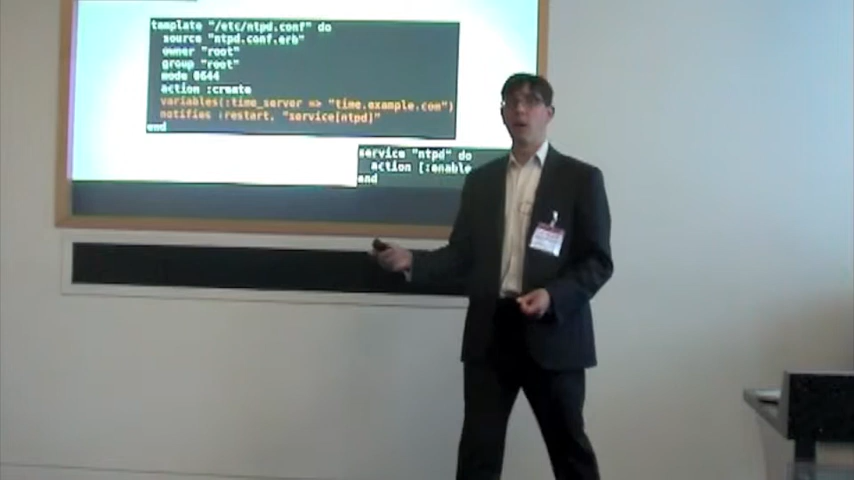 template "/etc/ntpd.conf" do
source "ntpd.conf.erb"
owner "root"
group "root"
mode 0644
action :create
variables(:time_server => "time.example.com")
notifies :restart, "service[ntpd]"
end
service "ntpd" do
action [:enable
end